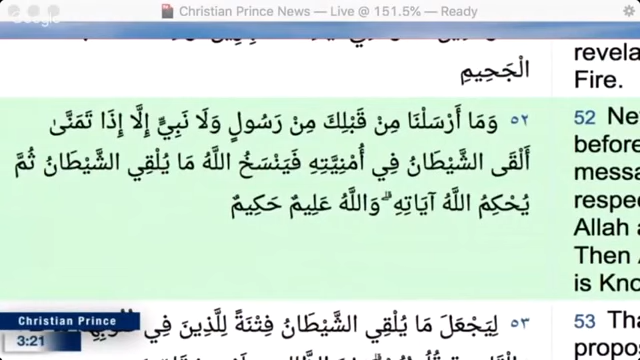 Christian Prince News — Live @ 151.5% — Ready
Google
الْجَحِيمِ
revela
Fire.
٥٢ وَمَا أَرْسَلْنَا مِنْ قَبْلِكَ مِنْ رَسُولٍ وَلَا نَبِيٍّ إِلَّا إِذَا تَمَنَّىٰ
أَلْقَى الشَّيْطَانُ فِي أُمْنِيَّتِهِ فَيَنْسَخُ اللَّهُ مَا يُلْقِي الشَّيْطَانُ ثُمَّ
يُحْكِمُ اللَّهُ آيَاتِهِ ۗ وَاللَّهُ عَلِيمٌ حَكِيمٌ
52 Ne
before
messa
respe
Allah a
Then A
is Kno
٥٣ لِيَجْعَلَ مَا يُلْقِي الشَّيْطَانُ فِتْنَةً لِلَّذِينَ فِي
53 Tha
propo
Christian Prince
3:21